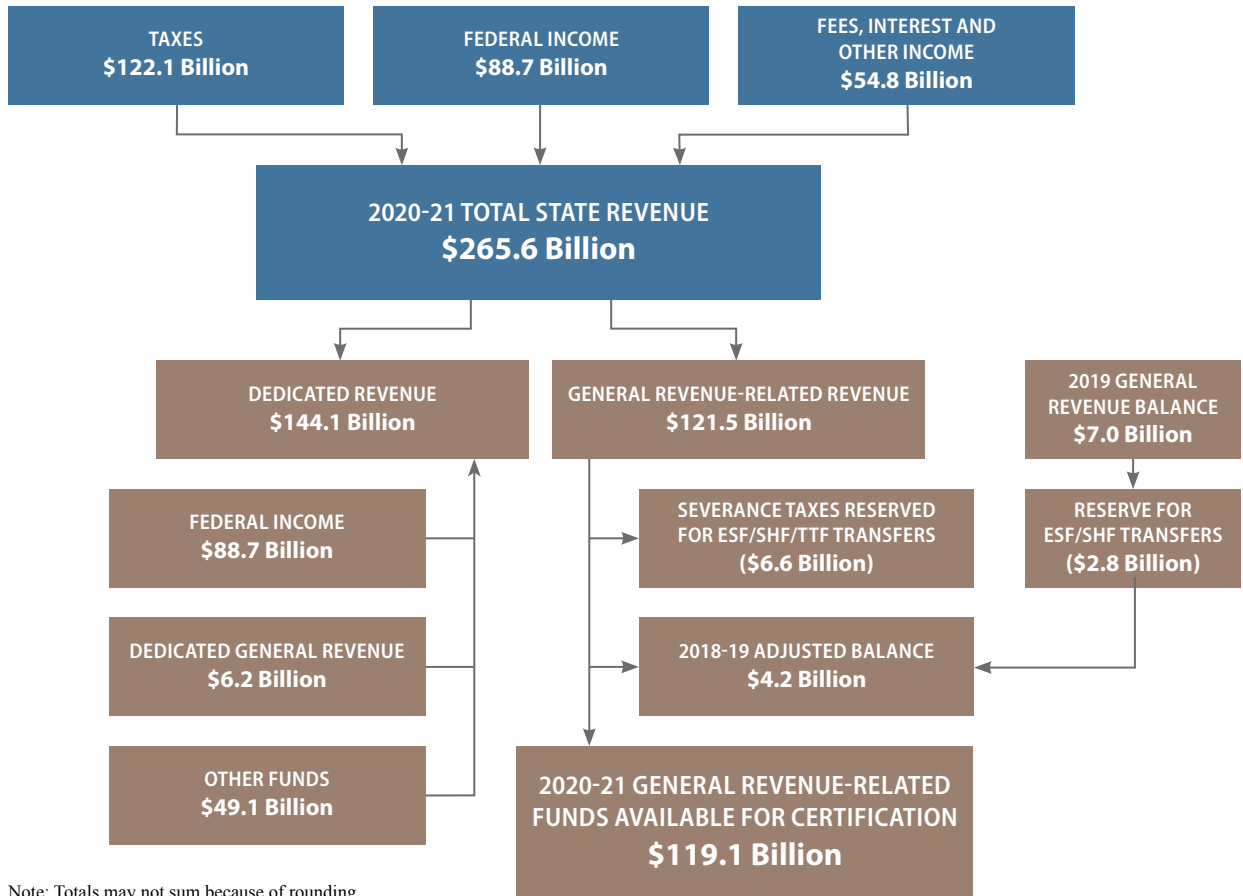 TAXES
$122.1 Billion
FEDERAL INCOME
$88.7 Billion
FEES, INTEREST AND
OTHER INCOME
$54.8 Billion
2020-21 TOTAL STATE REVENUE
$265.6 Billion
DEDICATED REVENUE
$144.1 Billion
GENERAL REVENUE-RELATED REVENUE
$121.5 Billion
2019 GENERAL
REVENUE BALANCE
$7.0 Billion
FEDERAL INCOME
$88.7 Billion
SEVERANCE TAXES RESERVED
FOR ESF/SHF/TTF TRANSFERS
($6.6 Billion)
RESERVE FOR
ESF/SHF TRANSFERS
($2.8 Billion)
DEDICATED GENERAL REVENUE
$6.2 Billion
2018-19 ADJUSTED BALANCE
$4.2 Billion
OTHER FUNDS
$49.1 Billion
2020-21 GENERAL REVENUE-RELATED
FUNDS AVAILABLE FOR CERTIFICATION
$119.1 Billion
Note: Totals may not sum because of rounding